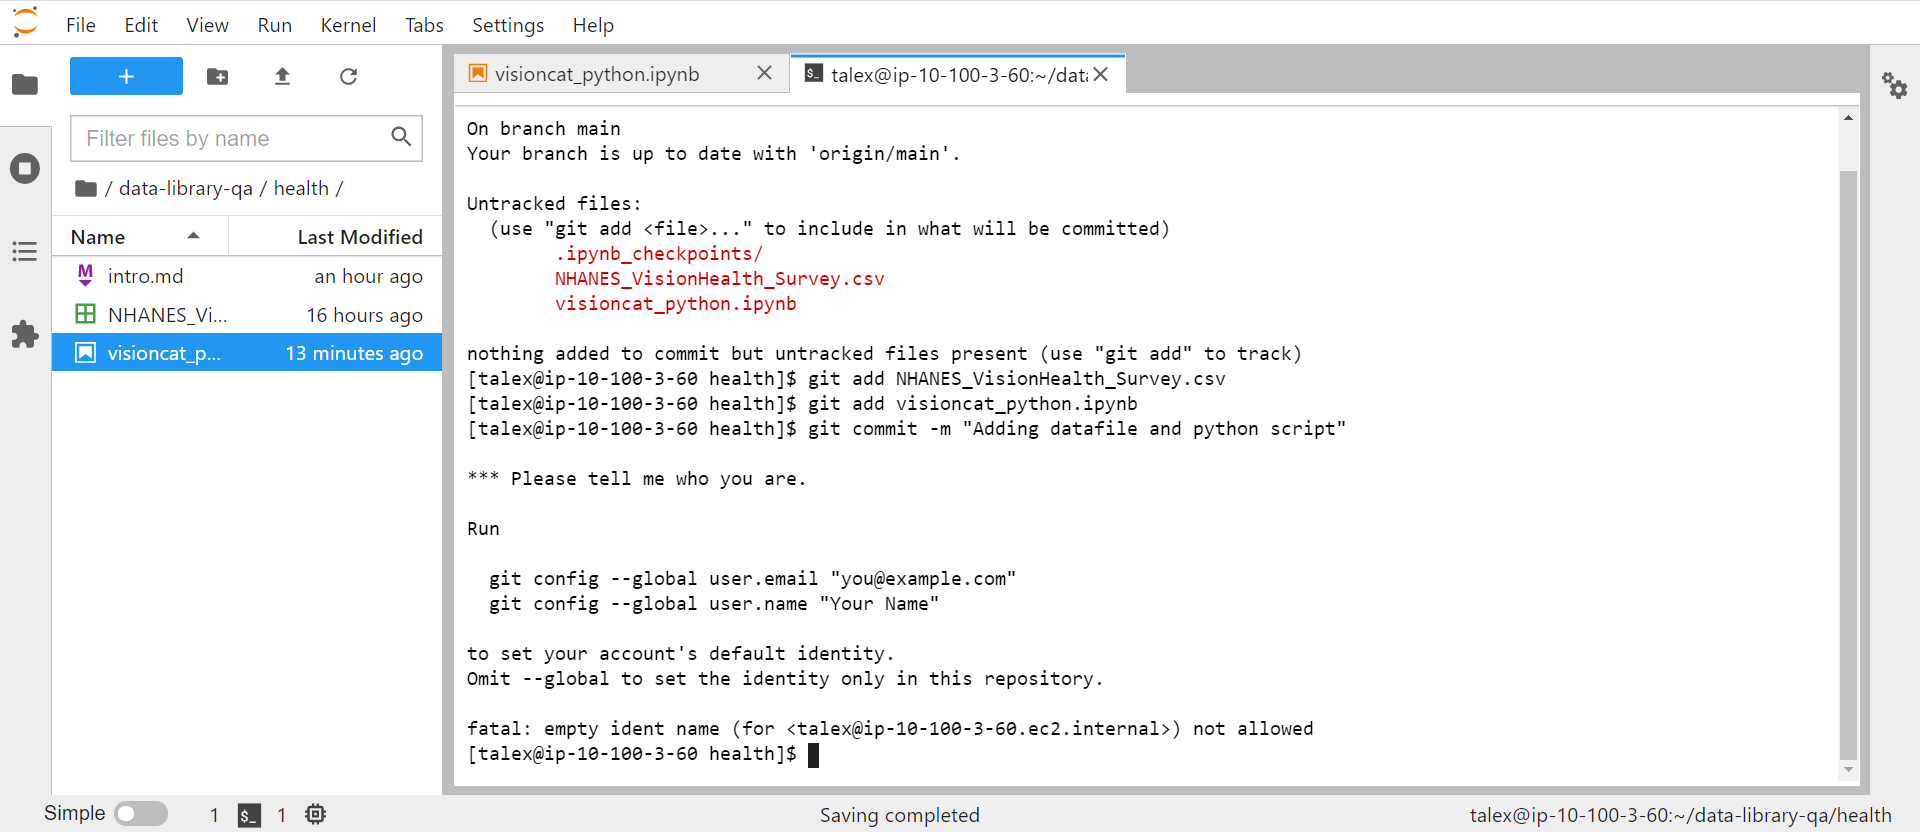 File Edit View Run Kernel Tabs Settings Help
+
Filter files by name
/ data-library-qa / health /
Name Last Modified
intro.md an hour ago
NHANES_Vi... 16 hours ago
visioncat_p... 13 minutes ago
visioncat_python.ipynb
talex@ip-10-100-3-60:~/data
On branch main
Your branch is up to date with 'origin/main'.
Untracked files:
(use "git add <file>..." to include in what will be committed)
.ipynb_checkpoints/
NHANES_VisionHealth_Survey.csv
visioncat_python.ipynb
nothing added to commit but untracked files present (use "git add" to track)
[talex@ip-10-100-3-60 health]$ git add NHANES_VisionHealth_Survey.csv
[talex@ip-10-100-3-60 health]$ git add visioncat_python.ipynb
[talex@ip-10-100-3-60 health]$ git commit -m "Adding datafile and python script"
*** Please tell me who you are.
Run
git config --global user.email "you@example.com"
git config --global user.name "Your Name"
to set your account's default identity.
Omit --global to set the identity only in this repository.
fatal: empty ident name (for <talex@ip-10-100-3-60.ec2.internal>) not allowed
[talex@ip-10-100-3-60 health]$
Simple 1 $_ 1 Saving completed talex@ip-10-100-3-60:~/data-library-qa/health